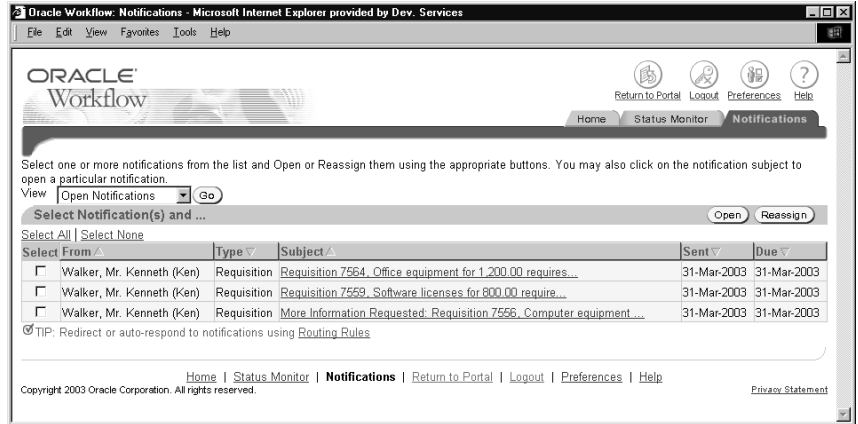 Oracle Workflow: Notifications - Microsoft Internet Explorer provided by Dev. Services
File Edit View Favorites Tools Help
ORACLE
Workflow
Return to Portal Logout Preferences Help
Home Status Monitor Notifications
Select one or more notifications from the list and Open or Reassign them using the appropriate buttons. You may also click on the notification subject to
open a particular notification.
View Open Notifications Go
Select Notification(s) and ... Open Reassign
Select All | Select None
Select From Type Subject Sent Due
Walker, Mr. Kenneth (Ken) Requisition Requisition 7564, Office equipment for 1,200.00 requires... 31-Mar-2003 31-Mar-2003
Walker, Mr. Kenneth (Ken) Requisition Requisition 7559, Software licenses for 800.00 require... 31-Mar-2003 31-Mar-2003
Walker, Mr. Kenneth (Ken) Requisition More Information Requested: Requisition 7556, Computer equipment ... 31-Mar-2003 31-Mar-2003
TIP: Redirect or auto-respond to notifications using Routing Rules
Home | Status Monitor | Notifications | Return to Portal | Logout | Preferences | Help
Copyright 2003 Oracle Corporation. All rights reserved. Privacy Statement